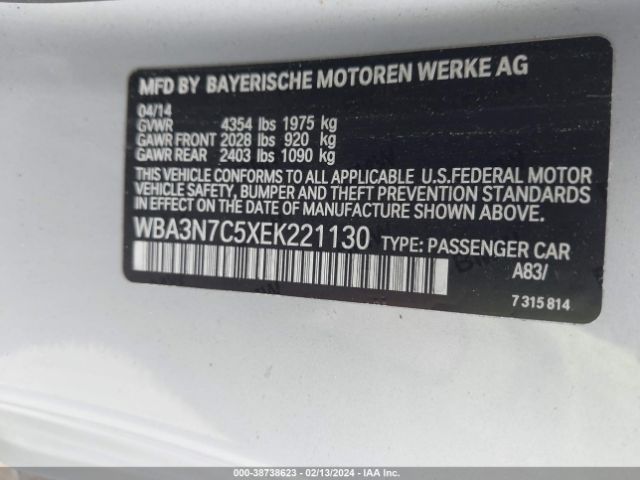 MFD BY BAYERISCHE MOTOREN WERKE AG
04/14
GVWR 4354 lbs 1975 kg
GAWR FRONT 2028 lbs 920 kg
GAWR REAR 2403 lbs 1090 kg
THIS VEHICLE CONFORMS TO ALL APPLICABLE U.S.FEDERAL MOTOR
VEHICLE SAFETY, BUMPER AND THEFT PREVENTION STANDARDS
IN EFFECT ON THE DATE OF MANUFACTURE SHOWN ABOVE.
WBA3N7C5XEK221130 TYPE: PASSENGER CAR
A83/
7 315 814
000-38738623 - 02/13/2024 - IAA Inc.